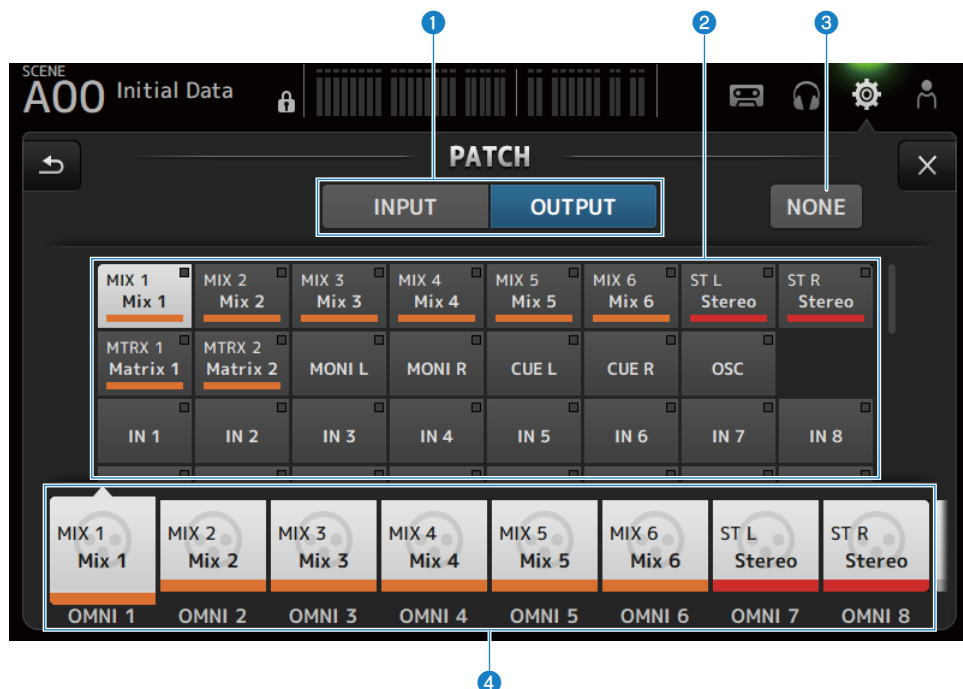 1 2 3
SCENE
A00 Initial Data
PATCH
INPUT OUTPUT NONE
MIX 1 MIX 2 MIX 3 MIX 4 MIX 5 MIX 6 ST L ST R
Mix 1 Mix 2 Mix 3 Mix 4 Mix 5 Mix 6 Stereo Stereo
MTRX 1 MTRX 2
Matrix 1 Matrix 2 MONI L MONI R CUE L CUE R OSC
IN 1 IN 2 IN 3 IN 4 IN 5 IN 6 IN 7 IN 8
MIX 1 MIX 2 MIX 3 MIX 4 MIX 5 MIX 6 ST L ST R
Mix 1 Mix 2 Mix 3 Mix 4 Mix 5 Mix 6 Stereo Stereo
OMNI 1 OMNI 2 OMNI 3 OMNI 4 OMNI 5 OMNI 6 OMNI 7 OMNI 8
4